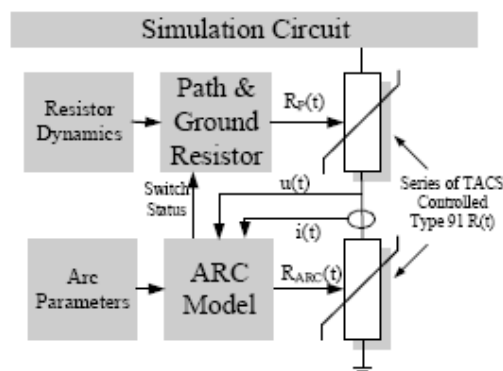 Simulation Circuit
Resistor
Dynamics
Path &
Ground
Resistor
R_P(t)
Switch
Status
u(t)
i(t)
Series of TACS
Controlled
Type 91 R(t)
Arc
Parameters
ARC
Model
R_ARC(t)